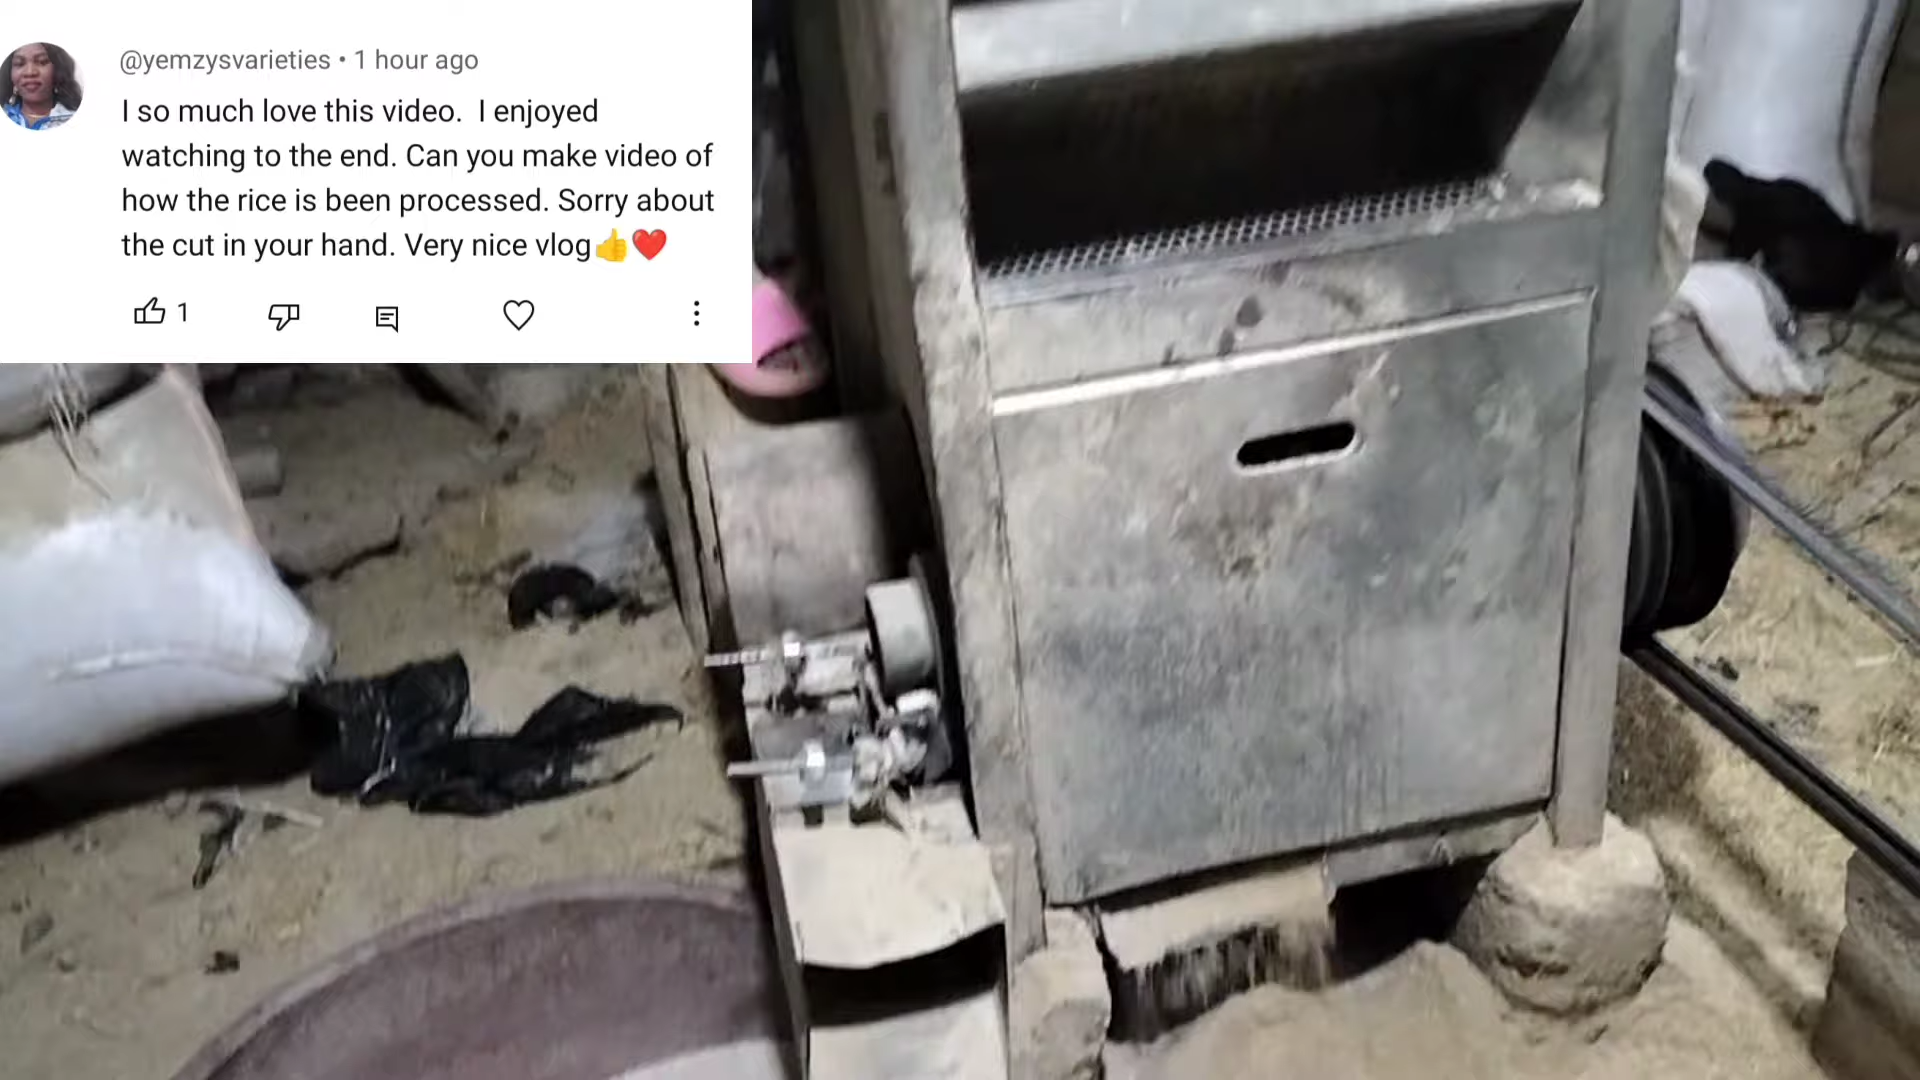 @yemzysvarieties • 1 hour ago
I so much love this video.  I enjoyed
watching to the end. Can you make video of
how the rice is been processed. Sorry about
the cut in your hand. Very nice vlog👍❤️
1